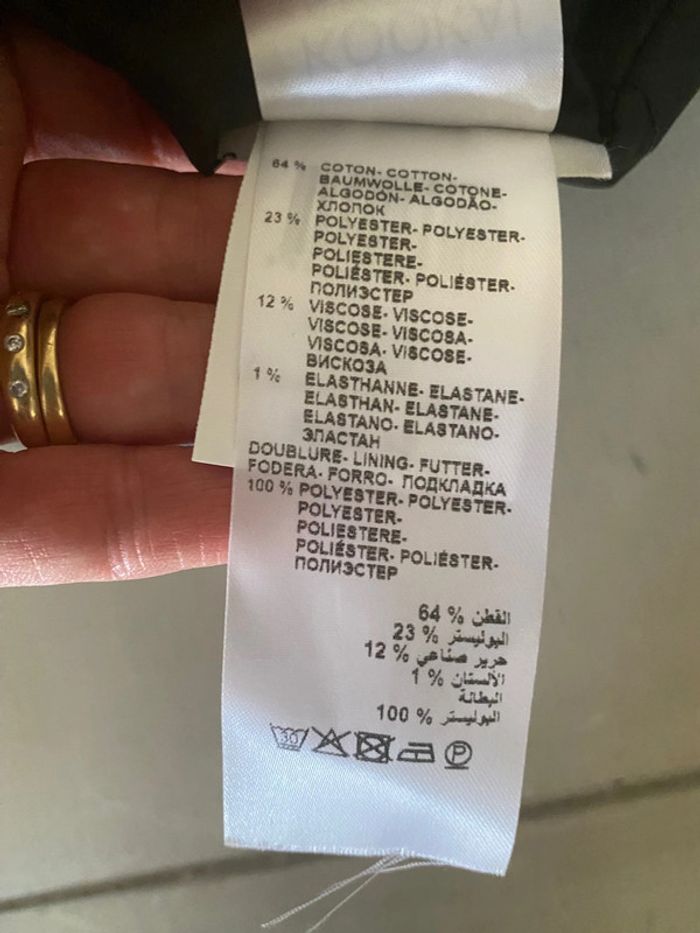 KOOKAÏ
64 % COTON- COTTON-
BAUMWOLLE- COTONE-
ALGODÓN- ALGODÃO-
ХЛОПОК
23 % POLYESTER- POLYESTER-
POLYESTER-
POLIESTERE-
POLIÉSTER- POLIÉSTER-
ПОЛИЭСТЕР
12 % VISCOSE- VISCOSE-
VISCOSE- VISCOSA-
VISCOSA- VISCOSE-
ВИСКОЗА
1 % ELASTHANNE- ELASTANE-
ELASTHAN- ELASTANE-
ELASTANO- ELASTANO-
ЭЛАСТАН
DOUBLURE- LINING- FUTTER-
FODERA- FORRO- ПОДКЛАДКА
100 % POLYESTER- POLYESTER-
POLYESTER-
POLIESTERE-
POLIÉSTER- POLIÉSTER-
ПОЛИЭСТЕР
القطن % 64
البوليستر % 23
حرير صناعي % 12
الألستان % 1
البطانة
البوليستر % 100
30 P